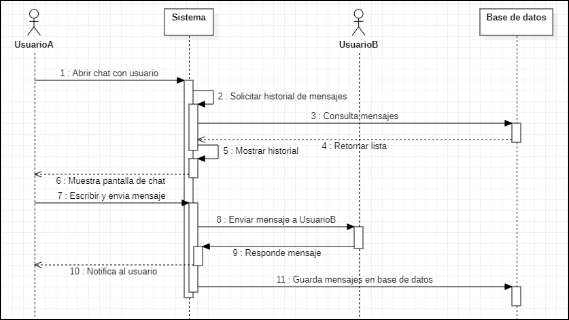 UsuarioA
Sistema
UsuarioB
Base de datos
1 : Abrir chat con usuario
2 : Solicitar historial de mensajes
3 : Consulta mensajes
4 : Retornar lista
5 : Mostrar historial
6 : Muestra pantalla de chat
7 : Escribir y envia mensaje
8 : Enviar mensaje a UsuarioB
9 : Responde mensaje
10 : Notifica al usuario
11 : Guarda mensajes en base de datos